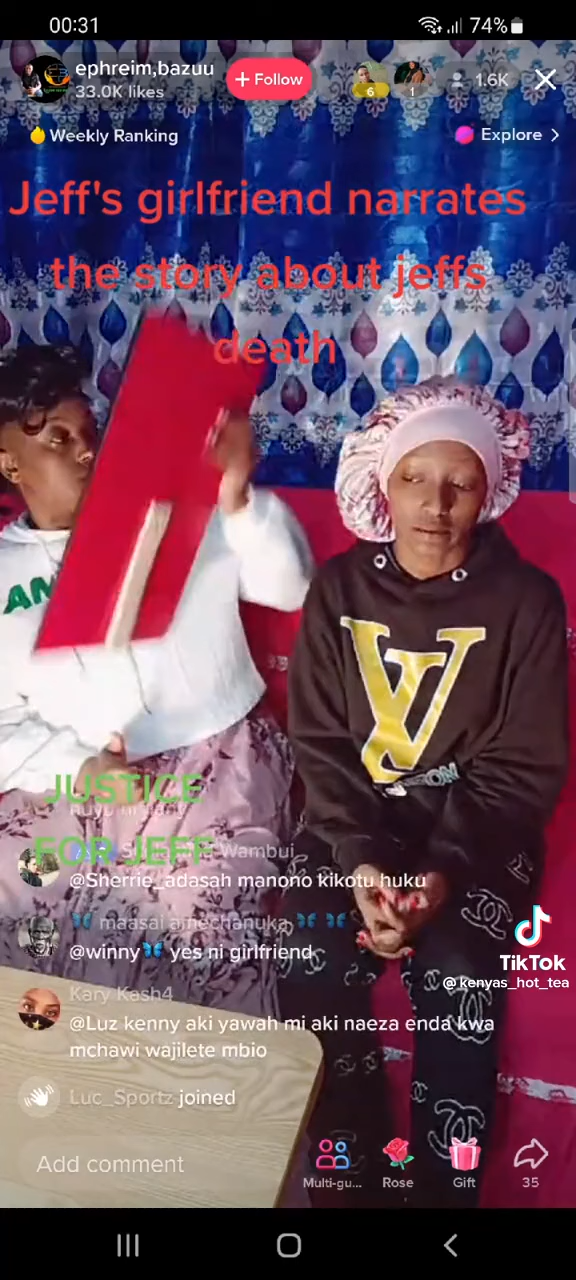 00:31
74%
ephreim,bazuu
33.0K likes
+ Follow
6
1
1.6K
Weekly Ranking
Explore >
Jeff's girlfriend narrates
the story about jeffs
death
AM
JUSTICE
FOR JEFF
Wambui
@Sherrie_adasah manono kikotu huku
maasai amechanuka
@winny yes ni girlfriend
Kary Kash4
@Luz kenny aki yawah mi aki naeza enda kwa
mchawi wajilete mbio
Luc_Sportz joined
TikTok
@kenyas_hot_tea
Add comment
Multi-gu...
Rose
Gift
35